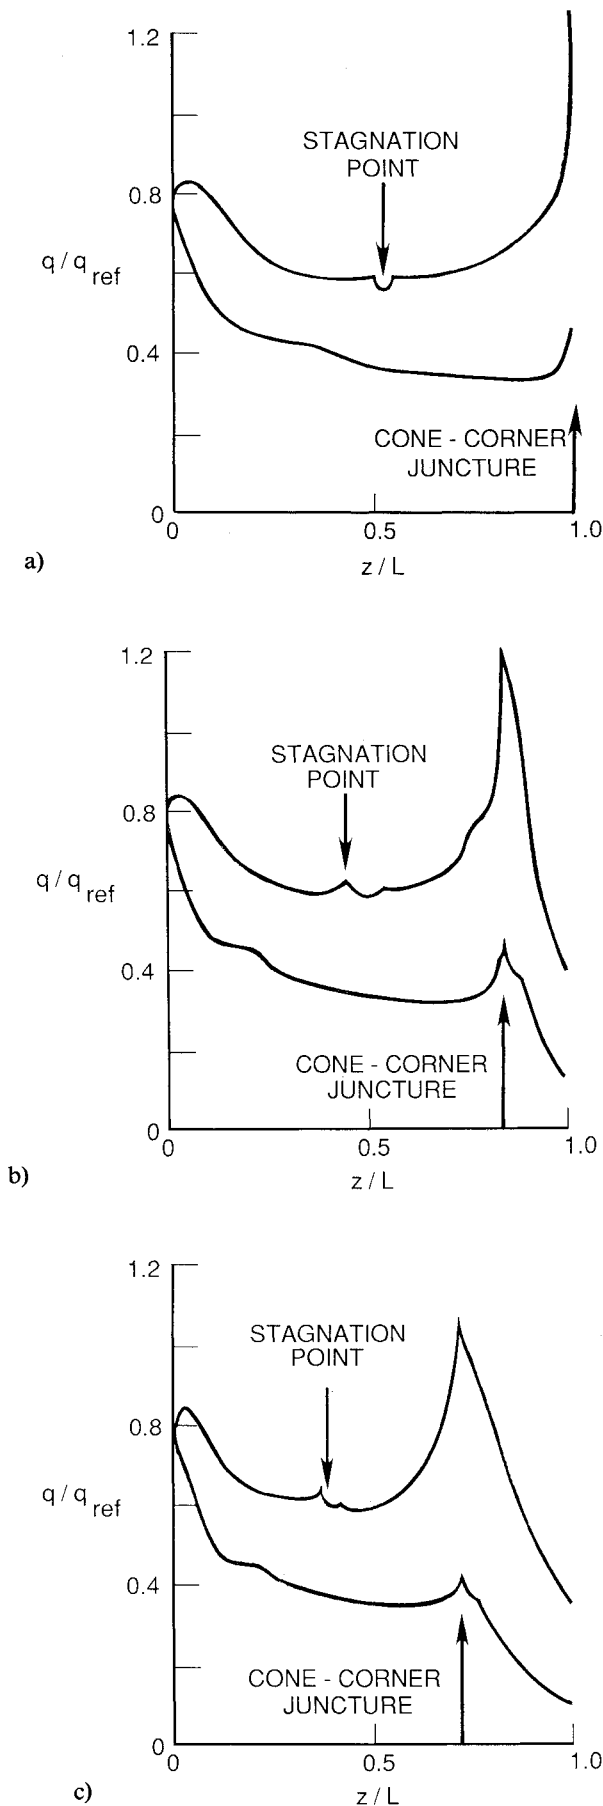 1.2
STAGNATION
POINT
0.8
q / q ref
0.4
CONE - CORNER
JUNCTURE
0
0
0.5
1.0
z / L
a)
1.2
STAGNATION
POINT
0.8
q / q ref
0.4
CONE - CORNER
JUNCTURE
0
0
0.5
1.0
z / L
b)
1.2
STAGNATION
POINT
0.8
q / q ref
0.4
CONE - CORNER
JUNCTURE
0
0
0.5
1.0
z / L
c)